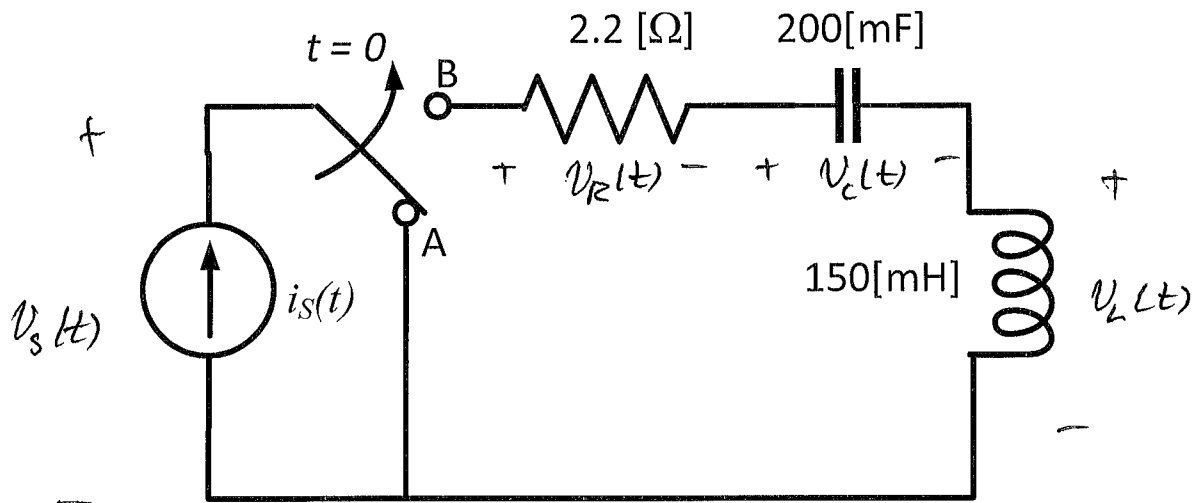 2.2 [Ω]
200[mF]
t = 0
B
+
+ v_R(t) - + v_C(t) -
+
A
150[mH]
i_S(t)
v_s(t)
v_L(t)
-
-